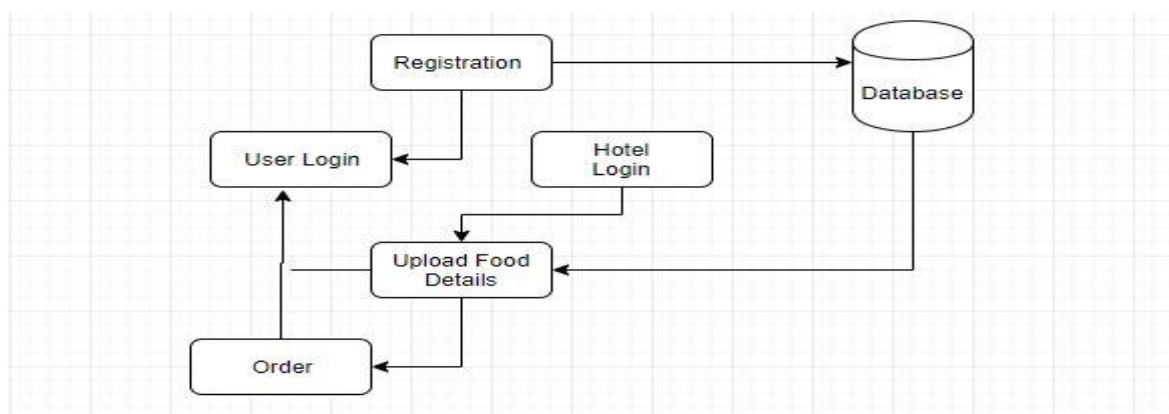 Registration
Database
User Login
Hotel
Login
Upload Food
Details
Order